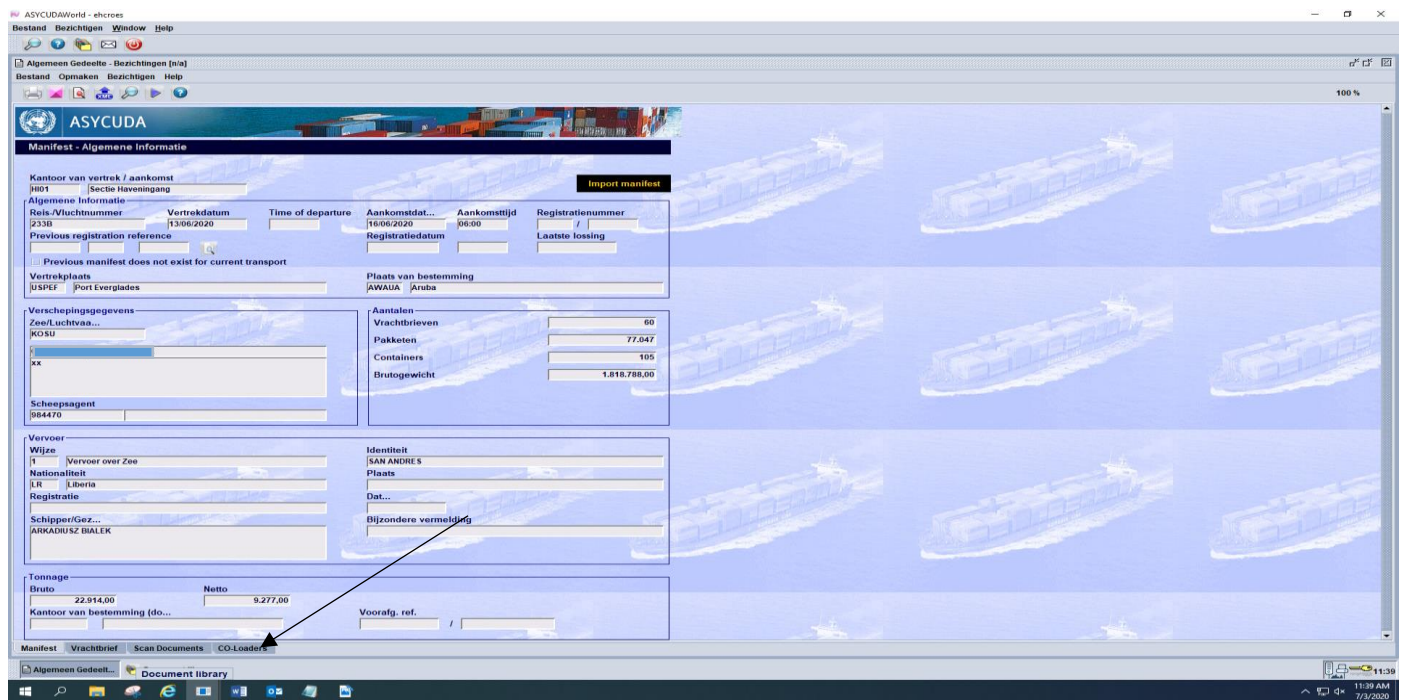 ASYCUDAWorld - ehcroes
Bestand Bezichtigen Window Help
Algemeen Gedeelte - Bezichtingen [n/a]
Bestand Opmaken Bezichtigen Help
100 %
ASYCUDA
Manifest - Algemene Informatie
Kantoor van vertrek / aankomst
HI01 Sectie Haveningang
Import manifest
Algemene Informatie
Reis-/Vluchtnummer Vertrekdatum Time of departure Aankomstdat... Aankomsttijd Registratienummer
233B 13/06/2020 16/06/2020 06:00 /
Previous registration reference Registratiedatum Laatste lossing
Previous manifest does not exist for current transport
Vertrekplaats Plaats van bestemming
USPEF Port Everglades AWAUA Aruba
Verschepingsgegevens Aantalen
Zee/Luchtvaa... Vrachtbrieven 60
KOSU
Pakketen 77.047
xx
Containers 105
Brutogewicht 1.818.788,00
Scheepsagent
984470
Vervoer
Wijze Identiteit
1 Vervoer over Zee SAN ANDRES
Nationaliteit Plaats
LR Liberia
Registratie Dat...
Schipper/Gez... Bijzondere vermelding
ARKADIUSZ BIALEK
Tonnage
Bruto Netto
22.914,00 9.277,00
Kantoor van bestemming (do... Voorafg. ref.
/
Manifest Vrachtbrief Scan Documents CO-Loaders
Algemeen Gedeelt... Document library
11:39
11:39 AM
7/3/2020